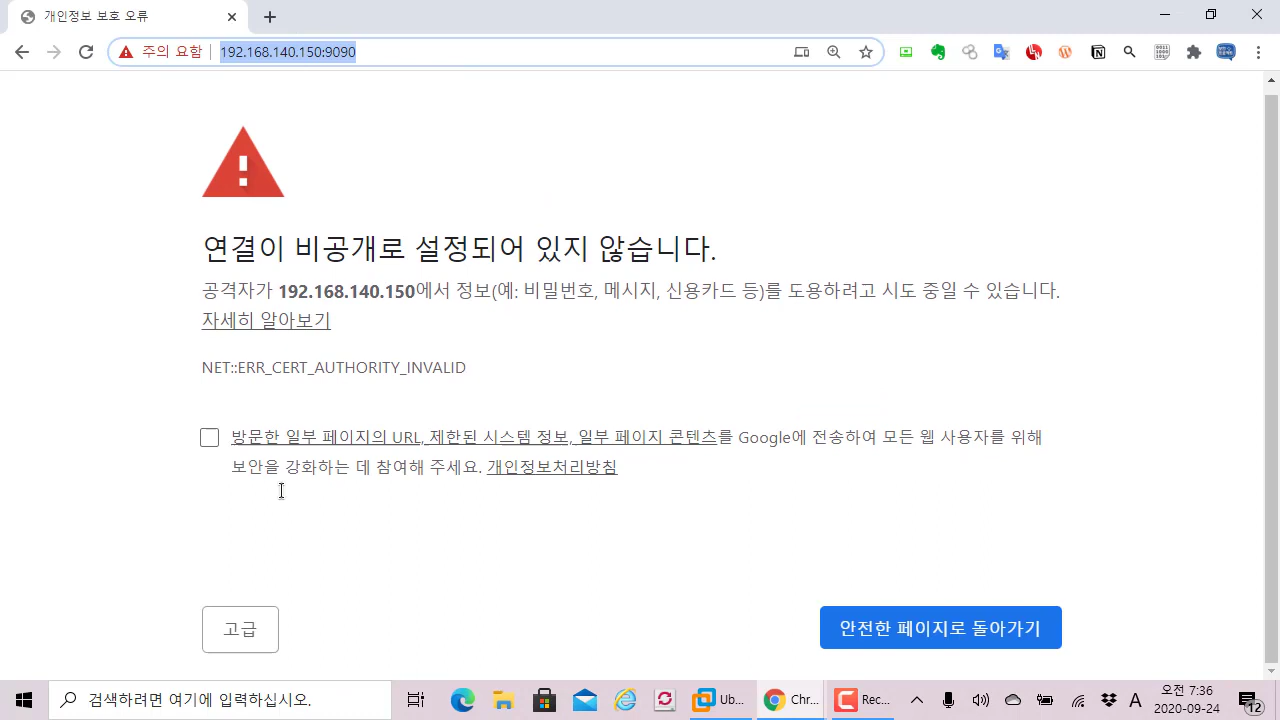 개인정보 보호 오류
주의 요함
192.168.140.150:9090
연결이 비공개로 설정되어 있지 않습니다.
공격자가 192.168.140.150에서 정보(예: 비밀번호, 메시지, 신용카드 등)를 도용하려고 시도 중일 수 있습니다.
자세히 알아보기
NET::ERR_CERT_AUTHORITY_INVALID
방문한 일부 페이지의 URL, 제한된 시스템 정보, 일부 페이지 콘텐츠를 Google에 전송하여 모든 웹 사용자를 위해
보안을 강화하는 데 참여해 주세요. 개인정보처리방침
고급
안전한 페이지로 돌아가기
검색하려면 여기에 입력하십시오.
Ub...
Chr...
Rec...
A
오전 7:36
2020-09-24
12